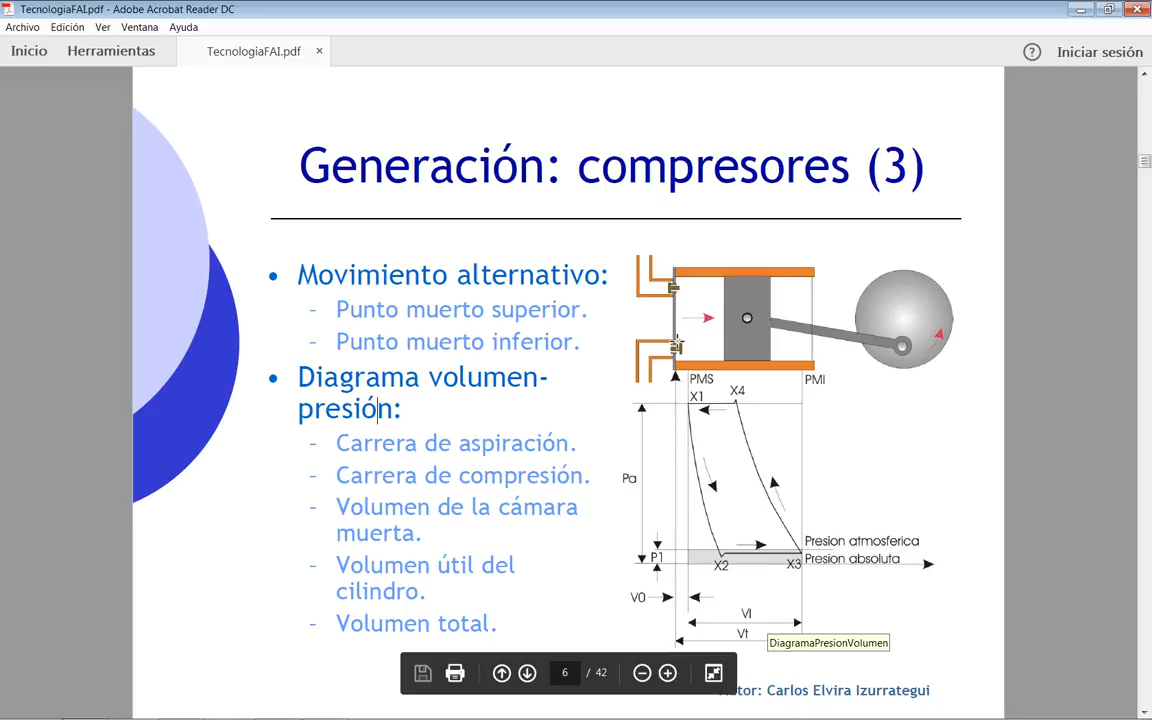 TecnologiaFAI.pdf - Adobe Acrobat Reader DC
Archivo Edición Ver Ventana Ayuda
Inicio Herramientas TecnologiaFAI.pdf × ? Iniciar sesión
Generación: compresores (3)
• Movimiento alternativo:
- Punto muerto superior.
- Punto muerto inferior.
• Diagrama volumen-
presión:
- Carrera de aspiración.
- Carrera de compresión.
- Volumen de la cámara
muerta.
- Volumen útil del
cilindro.
- Volumen total.
PMS PMI
X1 X4
Pa
Presion atmosferica
P1 Presion absoluta
X2 X3
V0
Vl
Vt
DiagramaPresionVolumen
6 / 42
tor: Carlos Elvira Izurrategui